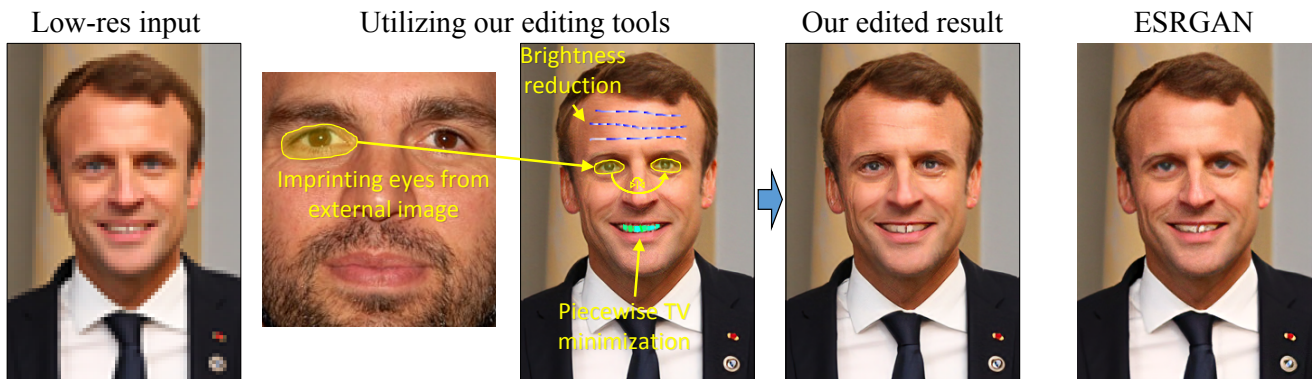 Low-res input
Utilizing our editing tools
Our edited result
ESRGAN
Brightness
reduction
Imprinting eyes from
external image
Piecewise TV
minimization